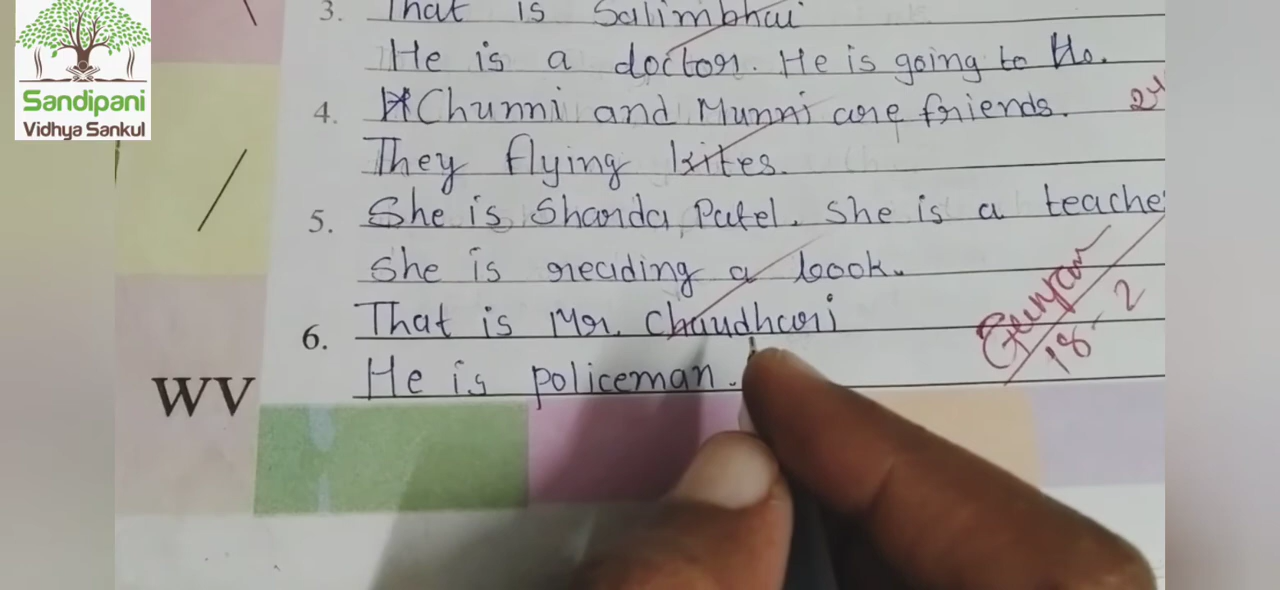 Sandipani
Vidhya Sankul
3. That is Salimbhai
He is a doctor. He is going to Ho.
4. Chunni and Munni are friends.
They flying kites.
5. She is Sharda Patel. She is a teache
She is reading a book.
6. That is Mr. Chaudhari
He is policeman.
18-2
WV